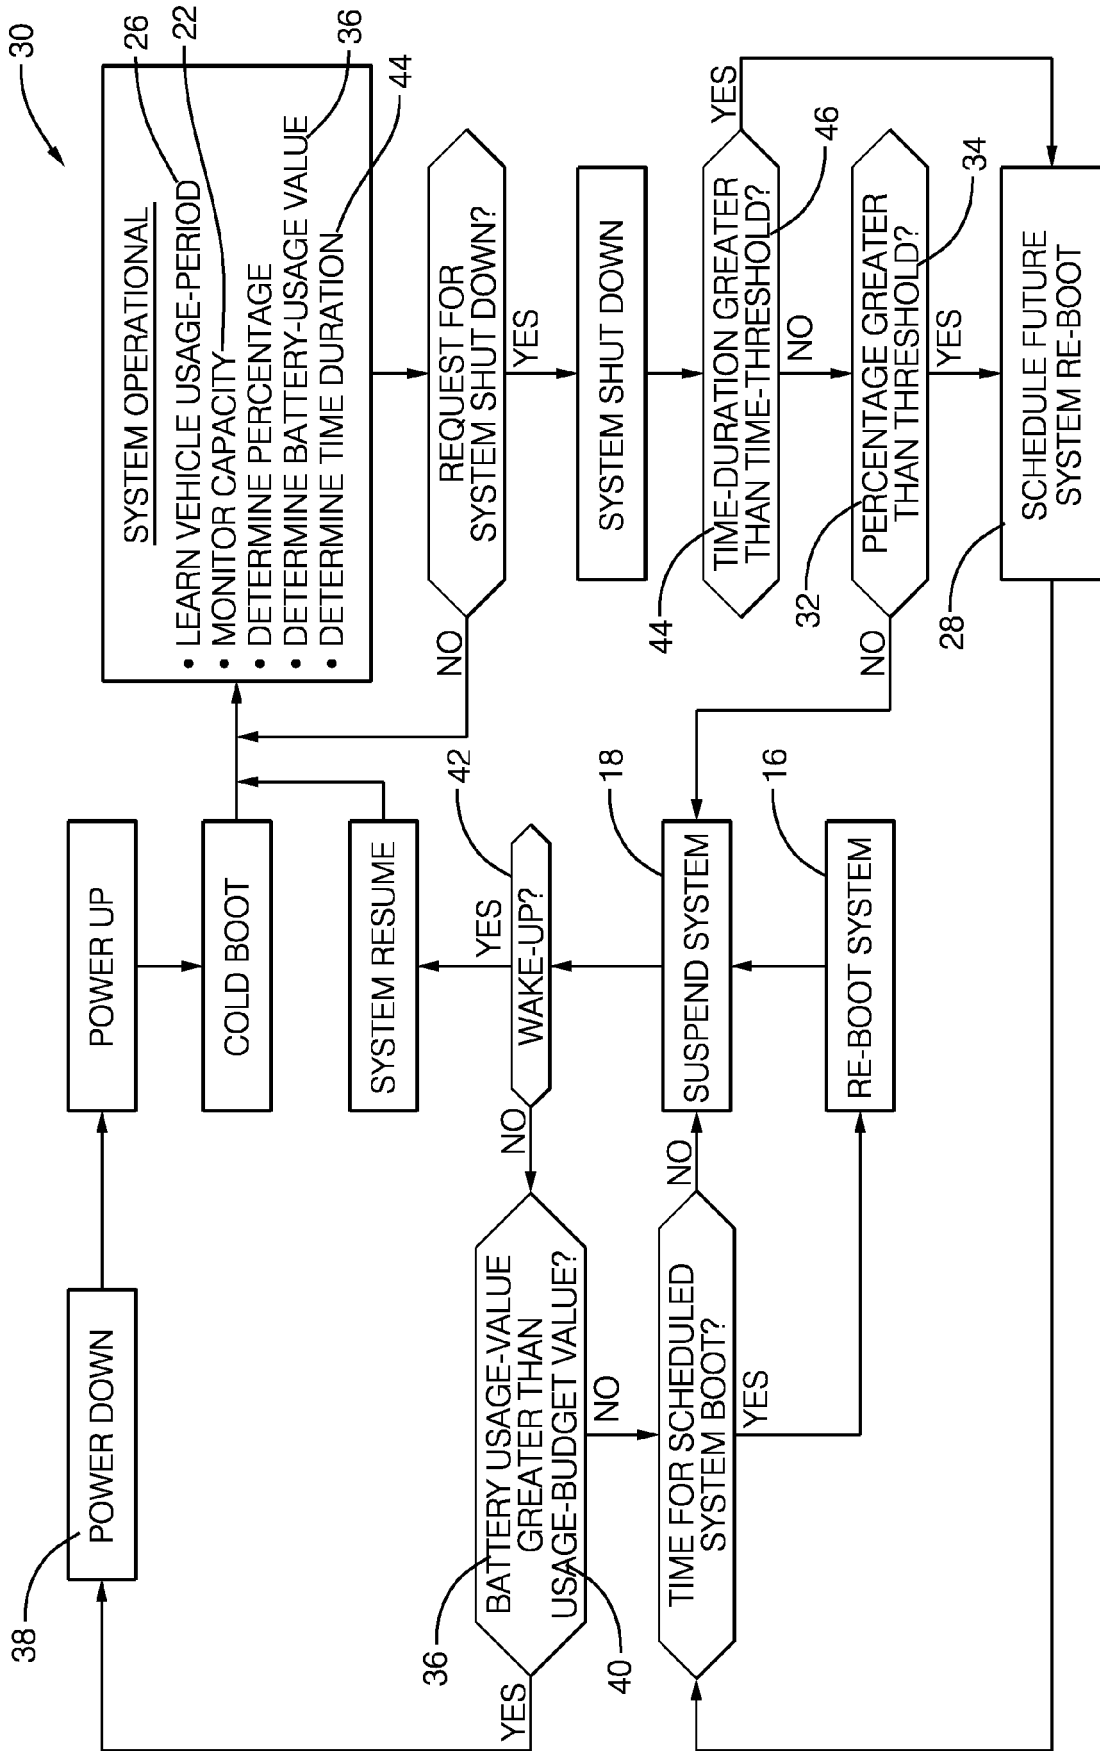 30
SYSTEM OPERATIONAL
• LEARN VEHICLE USAGE-PERIOD
• MONITOR CAPACITY
• DETERMINE PERCENTAGE
• DETERMINE BATTERY-USAGE VALUE
• DETERMINE TIME DURATION
26
22
36
44
REQUEST FOR
SYSTEM SHUT DOWN?
NO
YES
SYSTEM SHUT DOWN
44
TIME-DURATION GREATER
THAN TIME-THRESHOLD?
46
YES
NO
32
PERCENTAGE GREATER
THAN THRESHOLD?
34
NO
YES
28
SCHEDULE FUTURE
SYSTEM RE-BOOT
38
POWER DOWN
POWER UP
COLD BOOT
SYSTEM RESUME
YES
WAKE-UP?
42
NO
36
BATTERY USAGE-VALUE
GREATER THAN
USAGE-BUDGET VALUE?
40
YES
NO
TIME FOR SCHEDULED
SYSTEM BOOT?
NO
YES
SUSPEND SYSTEM
18
RE-BOOT SYSTEM
16